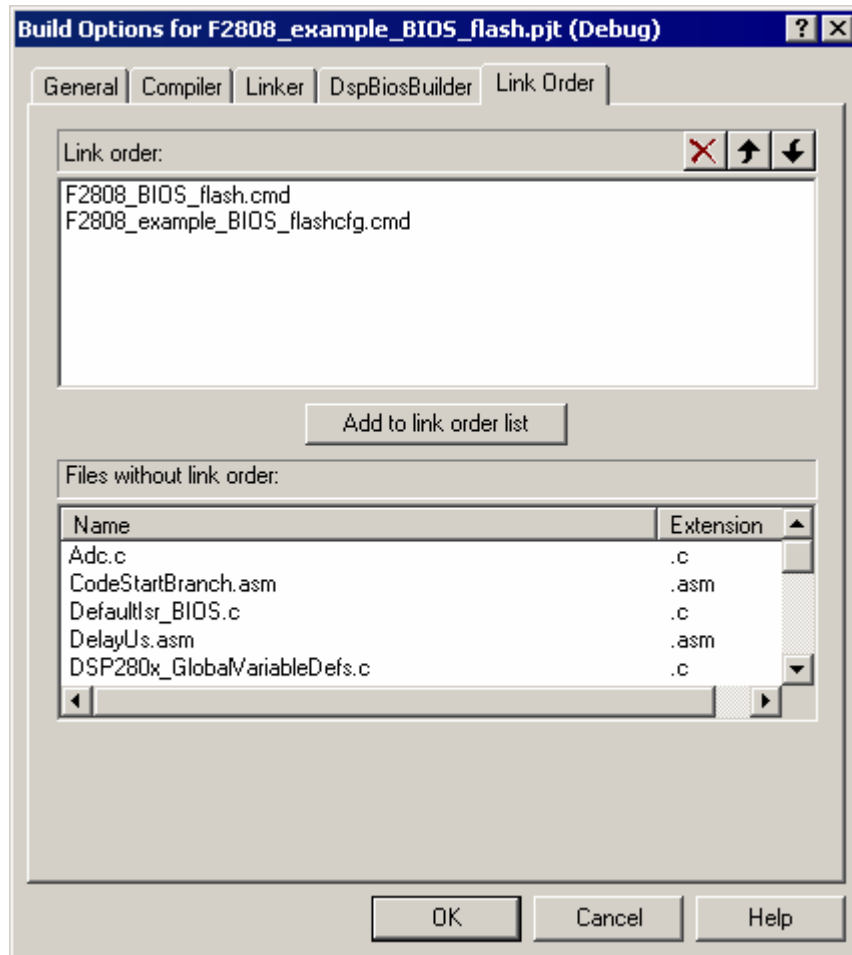 Build Options for F2808_example_BIOS_flash.pjt (Debug)
General Compiler Linker DspBiosBuilder Link Order
Link order:
F2808_BIOS_flash.cmd
F2808_example_BIOS_flashcfg.cmd
Add to link order list
Files without link order:
Name Extension
Adc.c .c
CodeStartBranch.asm .asm
DefaultIsr_BIOS.c .c
DelayUs.asm .asm
DSP280x_GlobalVariableDefs.c .c
OK Cancel Help